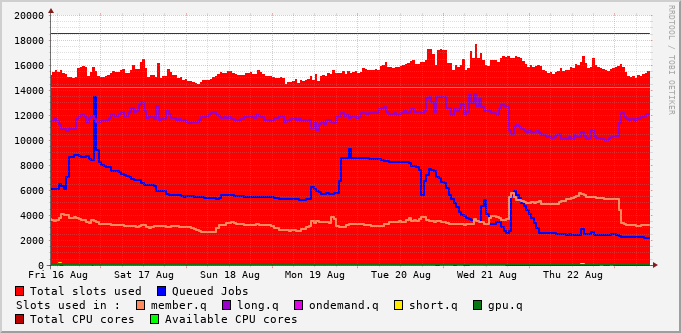 20000
18000
16000
14000
12000
10000
8000
6000
4000
2000
0
Fri 16 Aug Sat 17 Aug Sun 18 Aug Mon 19 Aug Tue 20 Aug Wed 21 Aug Thu 22 Aug
RRDTOOL / TOBI OETIKER
Total slots used Queued Jobs
Slots used in : member.q long.q ondemand.q short.q gpu.q
Total CPU cores Available CPU cores